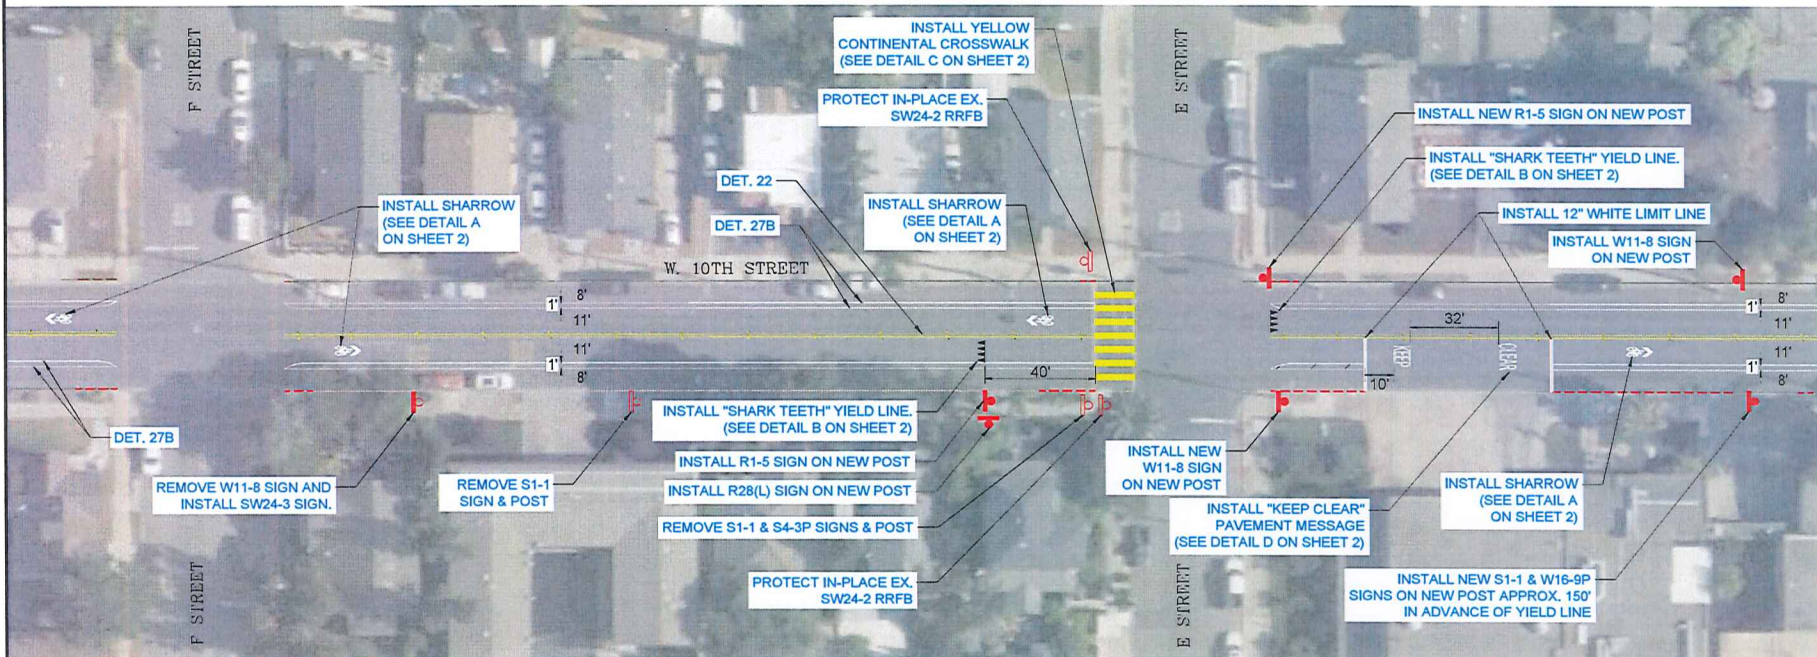 F STREET
INSTALL YELLOW
CONTINENTAL CROSSWALK
(SEE DETAIL C ON SHEET 2)
E STREET
PROTECT IN-PLACE EX.
SW24-2 RRFB
INSTALL NEW R1-5 SIGN ON NEW POST
INSTALL "SHARK TEETH" YIELD LINE.
(SEE DETAIL B ON SHEET 2)
DET. 22
INSTALL SHARROW
(SEE DETAIL A
ON SHEET 2)
DET. 27B
INSTALL SHARROW
(SEE DETAIL A
ON SHEET 2)
INSTALL 12" WHITE LIMIT LINE
INSTALL W11-8 SIGN
ON NEW POST
W. 10TH STREET
8'
1'
11'
11'
1'
8'
40'
32'
KEEP
CLEAR
10'
8'
1'
11'
11'
1'
8'
DET. 27B
REMOVE W11-8 SIGN AND
INSTALL SW24-3 SIGN.
REMOVE S1-1
SIGN & POST
INSTALL "SHARK TEETH" YIELD LINE.
(SEE DETAIL B ON SHEET 2)
INSTALL R1-5 SIGN ON NEW POST
INSTALL R28(L) SIGN ON NEW POST
REMOVE S1-1 & S4-3P SIGNS & POST
PROTECT IN-PLACE EX.
SW24-2 RRFB
INSTALL NEW
W11-8 SIGN
ON NEW POST
INSTALL "KEEP CLEAR"
PAVEMENT MESSAGE
(SEE DETAIL D ON SHEET 2)
INSTALL SHARROW
(SEE DETAIL A
ON SHEET 2)
INSTALL NEW S1-1 & W16-9P
SIGNS ON NEW POST APPROX. 150'
IN ADVANCE OF YIELD LINE
F STREET
E STREET